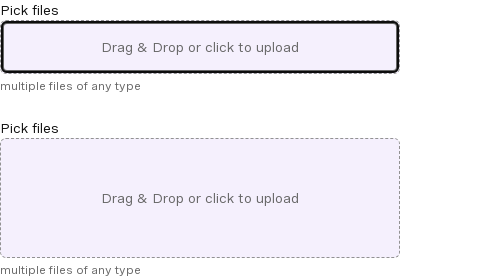 Pick files
Drag & Drop or click to upload
multiple files of any type
Pick files
Drag & Drop or click to upload
multiple files of any type